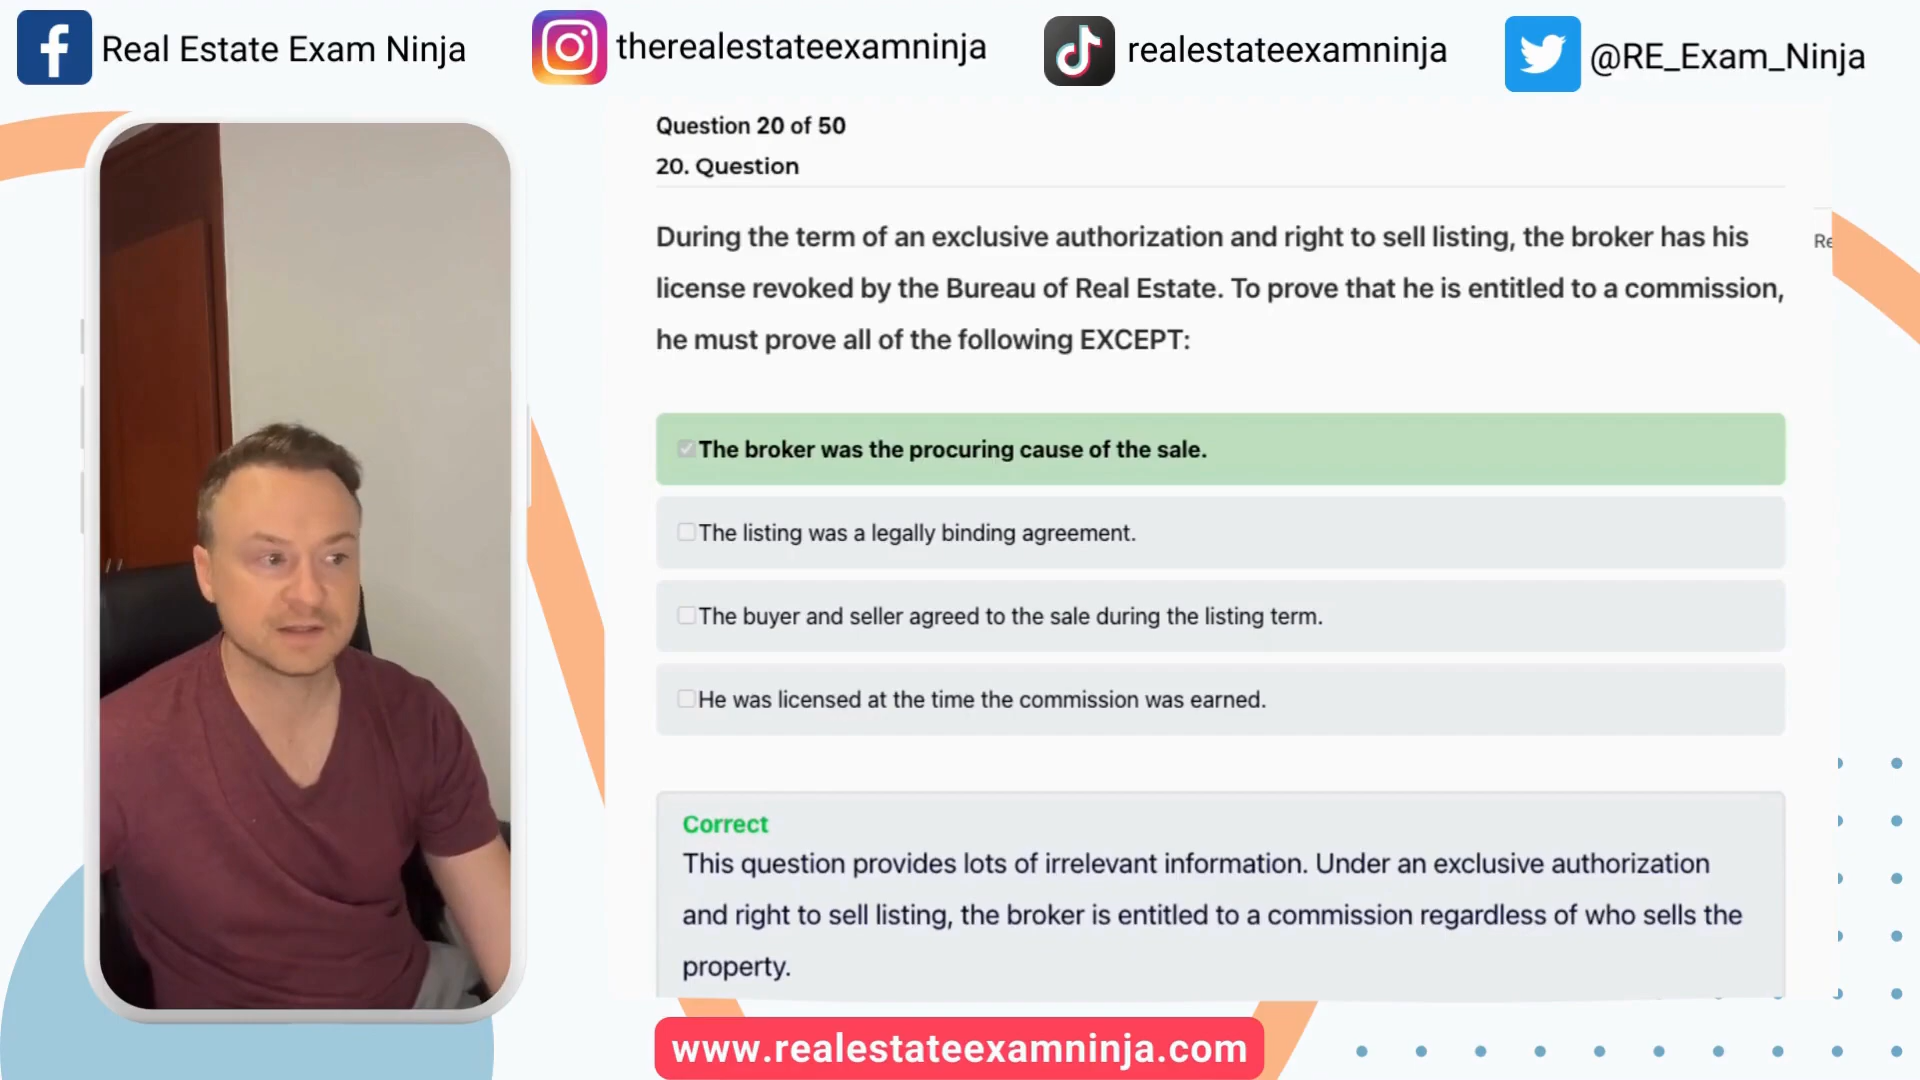 Real Estate Exam Ninja
therealestateexamninja
realestateexamninja
@RE_Exam_Ninja
Question 20 of 50
20. Question
During the term of an exclusive authorization and right to sell listing, the broker has his
license revoked by the Bureau of Real Estate. To prove that he is entitled to a commission,
he must prove all of the following EXCEPT:
Re
The broker was the procuring cause of the sale.
The listing was a legally binding agreement.
The buyer and seller agreed to the sale during the listing term.
He was licensed at the time the commission was earned.
Correct
This question provides lots of irrelevant information. Under an exclusive authorization
and right to sell listing, the broker is entitled to a commission regardless of who sells the
property.
www.realestateexamninja.com